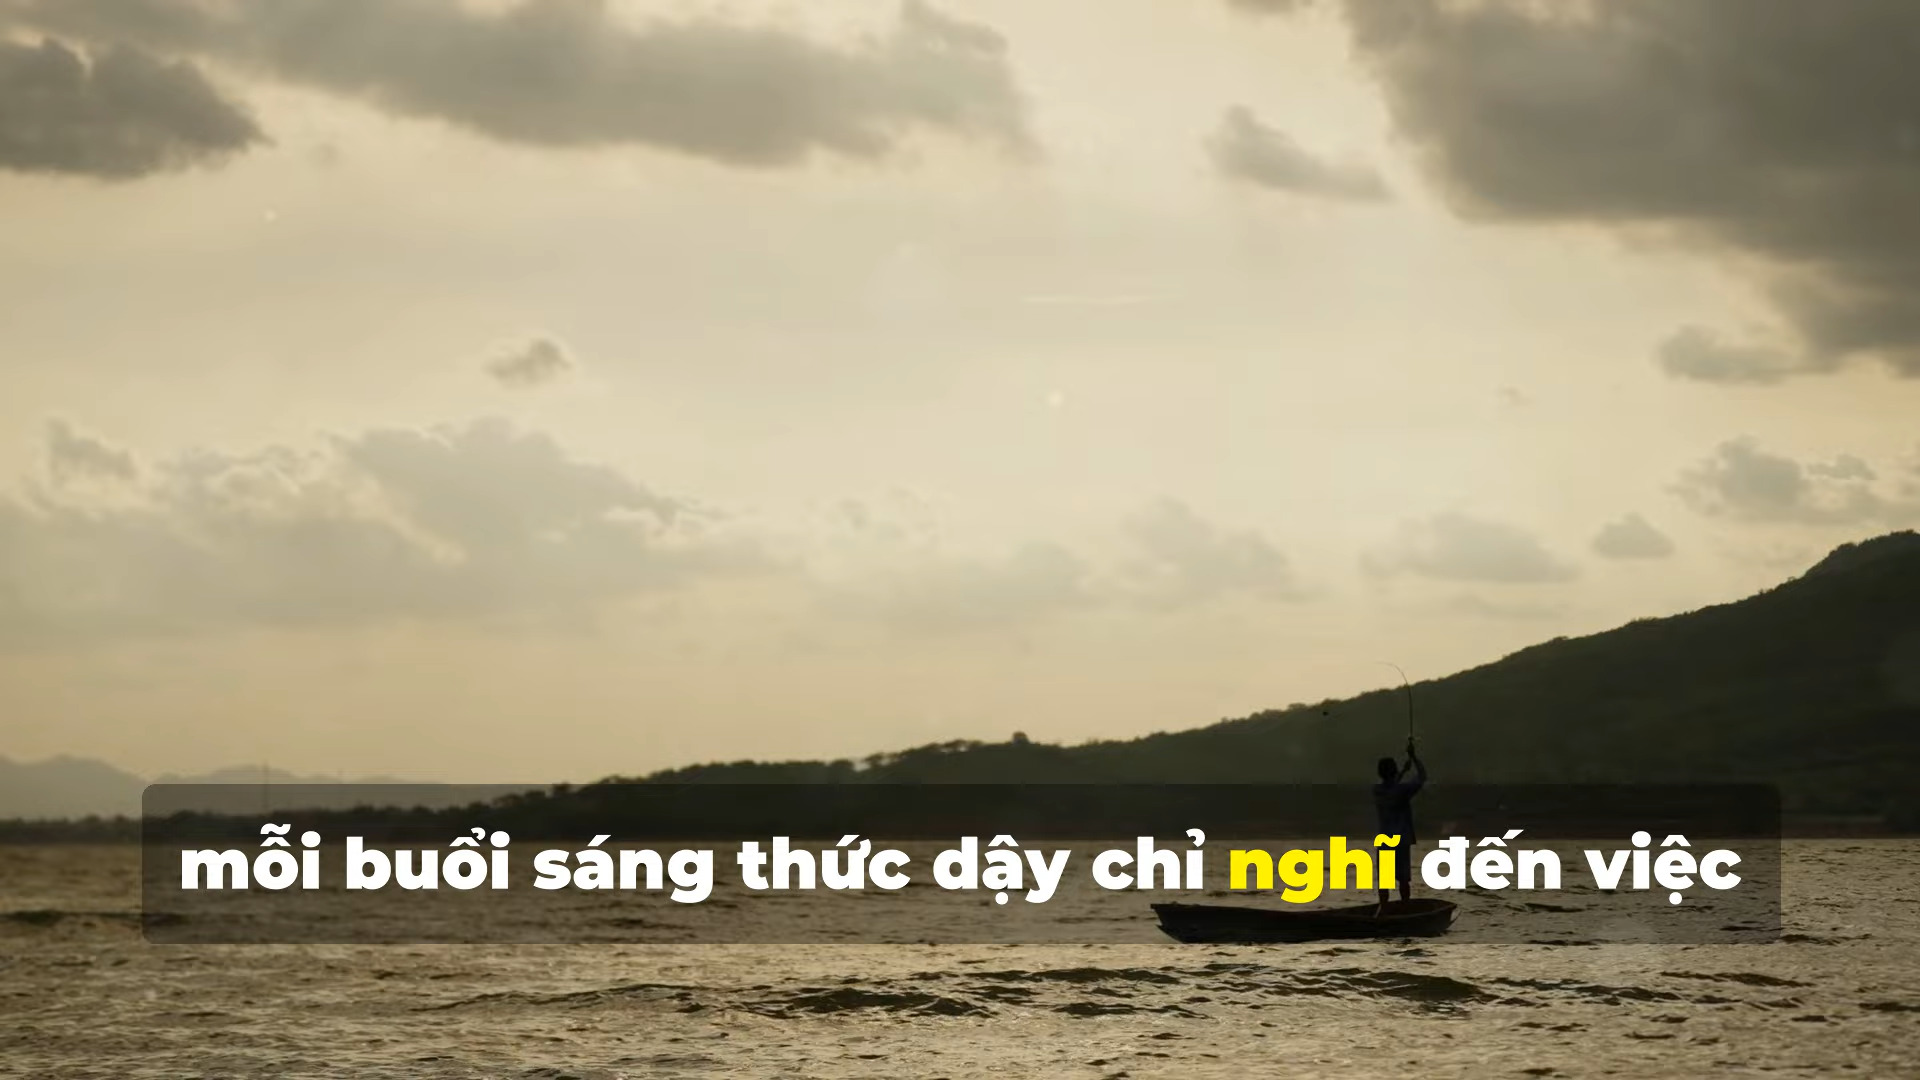 mỗi buổi sáng thức dậy chỉ nghĩ đến việc